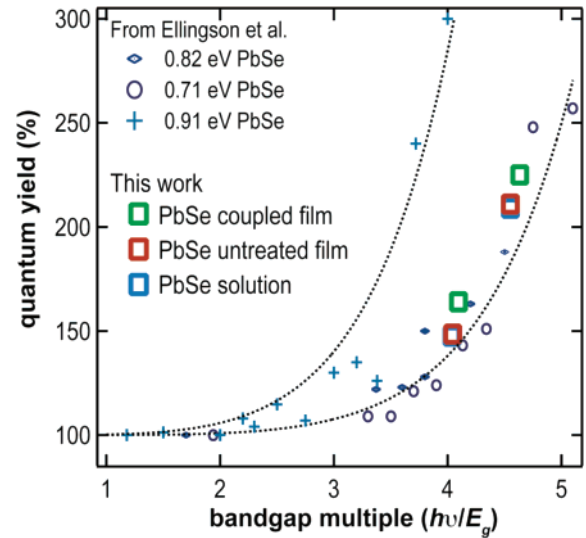 From Ellingson et al.
0.82 eV PbSe
0.71 eV PbSe
0.91 eV PbSe
This work
PbSe coupled film
PbSe untreated film
PbSe solution
quantum yield (%)
300
250
200
150
100
1 2 3 4 5
bandgap multiple (hυ/E_g)